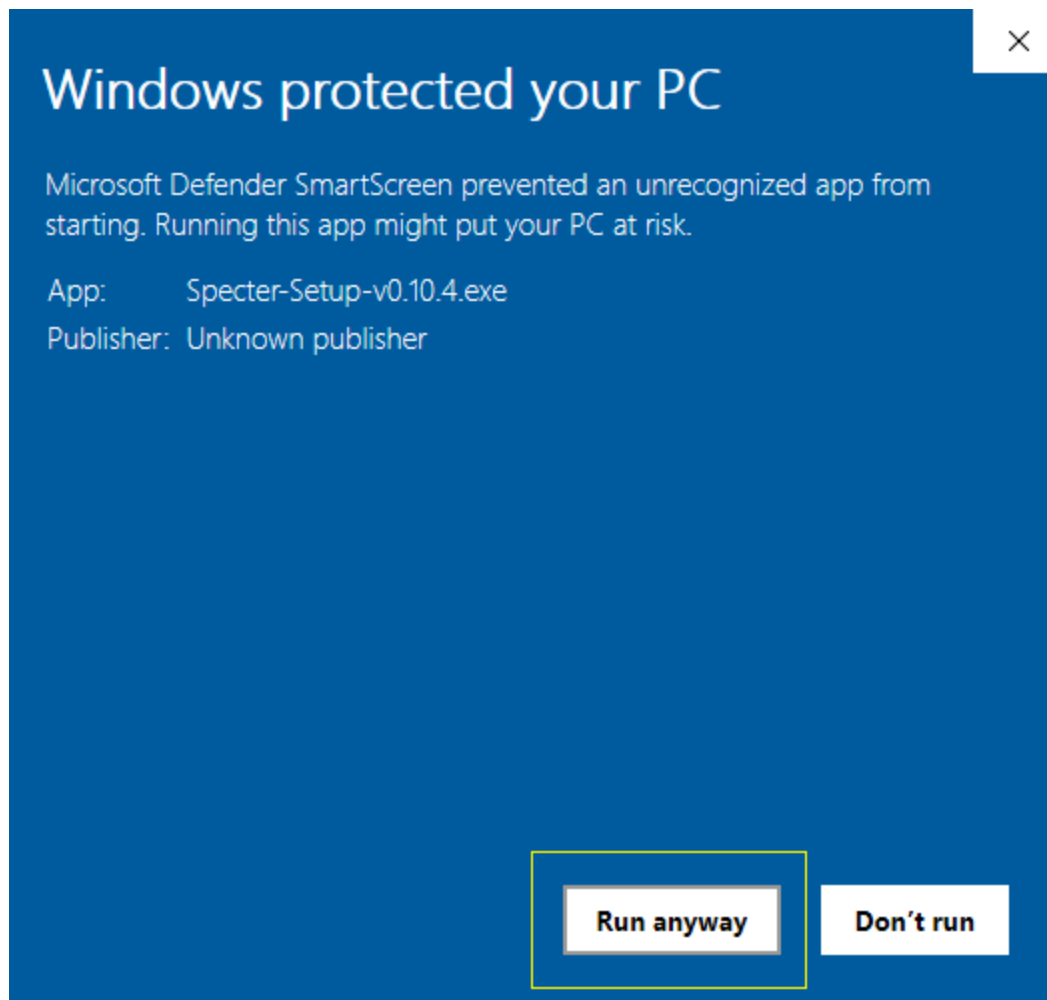 Windows protected your PC
Microsoft Defender SmartScreen prevented an unrecognized app from
starting. Running this app might put your PC at risk.
App: Specter-Setup-v0.10.4.exe
Publisher: Unknown publisher
Run anyway Don’t run